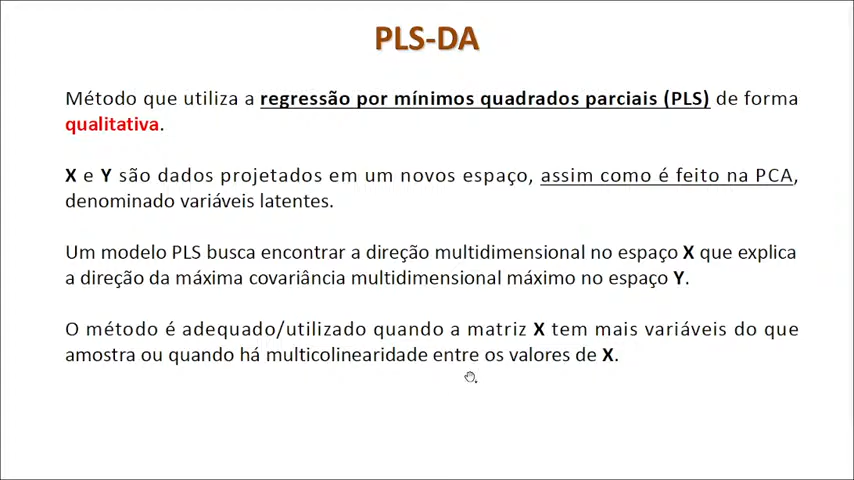 PLS-DA
Método que utiliza a regressão por mínimos quadrados parciais (PLS) de forma
qualitativa.
X e Y são dados projetados em um novos espaço, assim como é feito na PCA,
denominado variáveis latentes.
Um modelo PLS busca encontrar a direção multidimensional no espaço X que explica
a direção da máxima covariância multidimensional máximo no espaço Y.
O método é adequado/utilizado quando a matriz X tem mais variáveis do que
amostra ou quando há multicolinearidade entre os valores de X.